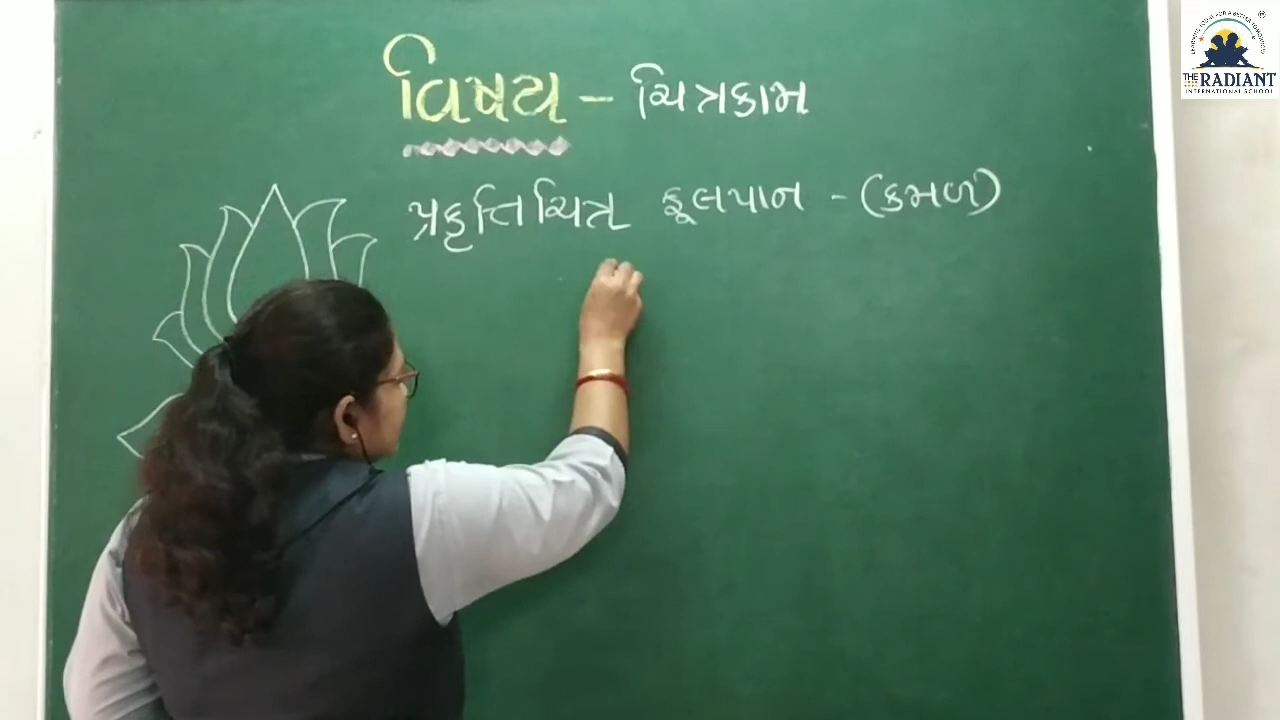 વિષય - ચિત્રકામ
પ્રકૃતિચિત્ર ફૂલપાન - (કમળ)
THE RADIANT
INTERNATIONAL SCHOOL